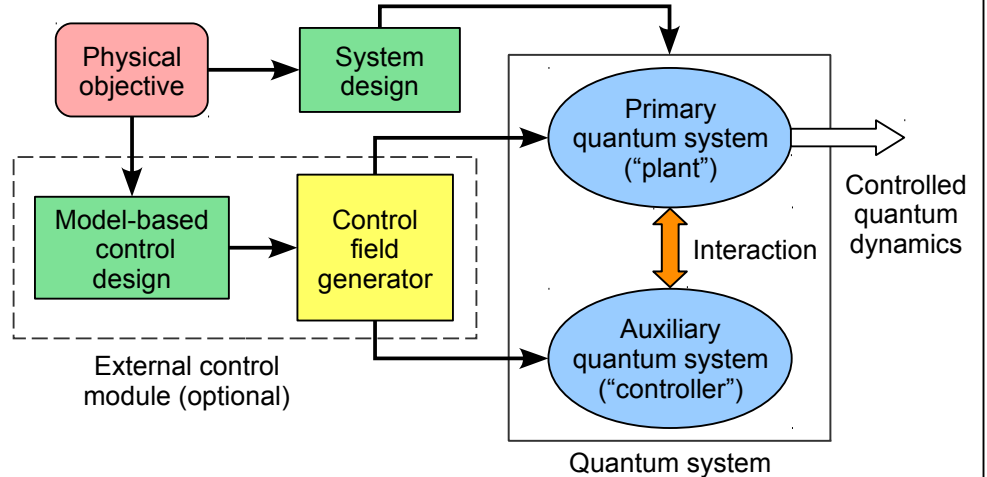 Physical
objective
System
design
Primary
quantum system
(“plant”)
Controlled
quantum
dynamics
Model-based
control
design
Control
field
generator
Interaction
Auxiliary
quantum system
(“controller”)
External control
module (optional)
Quantum system